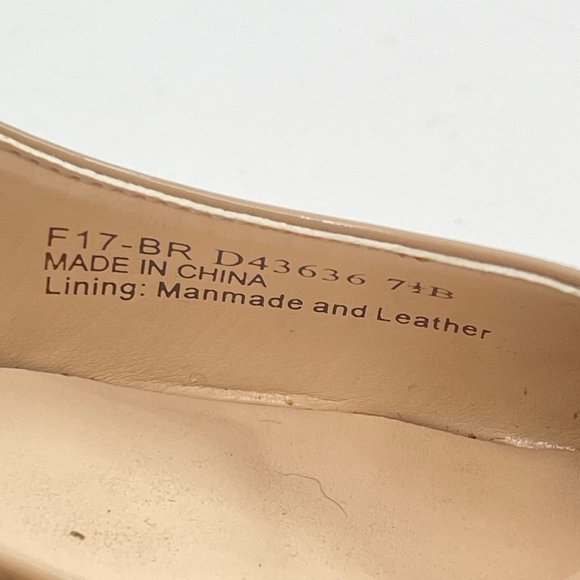 F17-BR D43636 7½B
MADE IN CHINA
Lining: Manmade and Leather